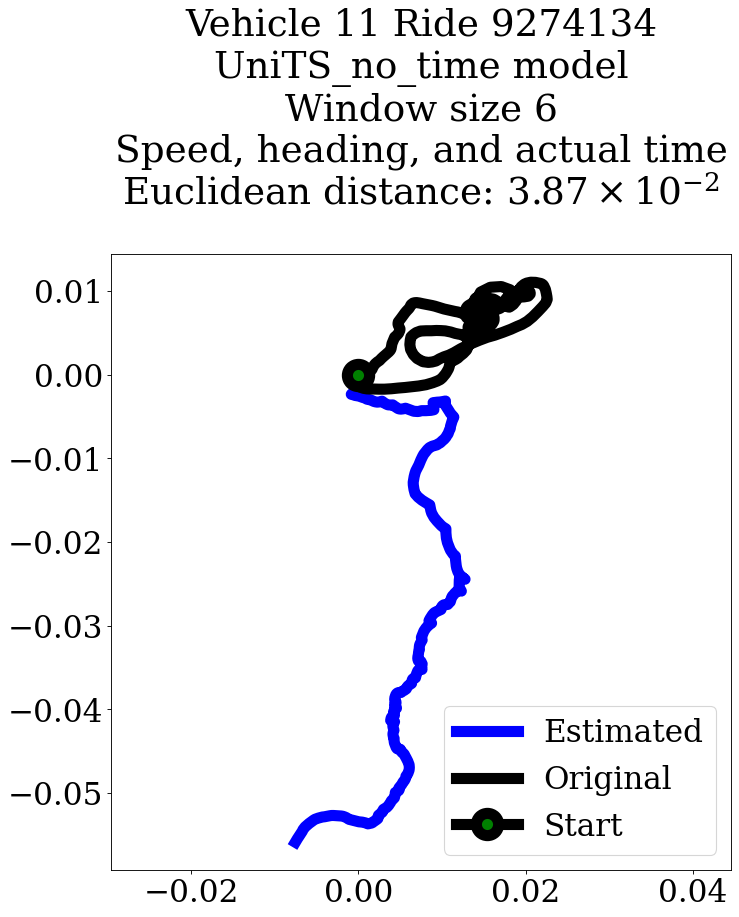 Vehicle 11 Ride 9274134
UniTS_no_time model
Window size 6
Speed, heading, and actual time
Euclidean distance: 3.87 × 10⁻²
0.01
0.00
−0.01
−0.02
−0.03
−0.04
−0.05
Estimated
Original
Start
−0.02
0.00
0.02
0.04